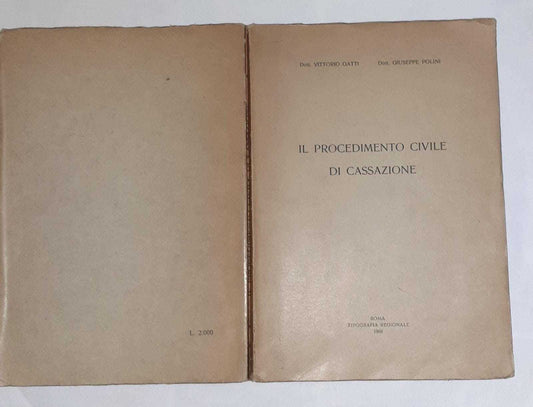 L. 2.000
Dott. VITTORIO GATTI Dott. GIUSEPPE POLINI
IL PROCEDIMENTO CIVILE
DI CASSAZIONE
ROMA
TIPOGRAFIA REGIONALE